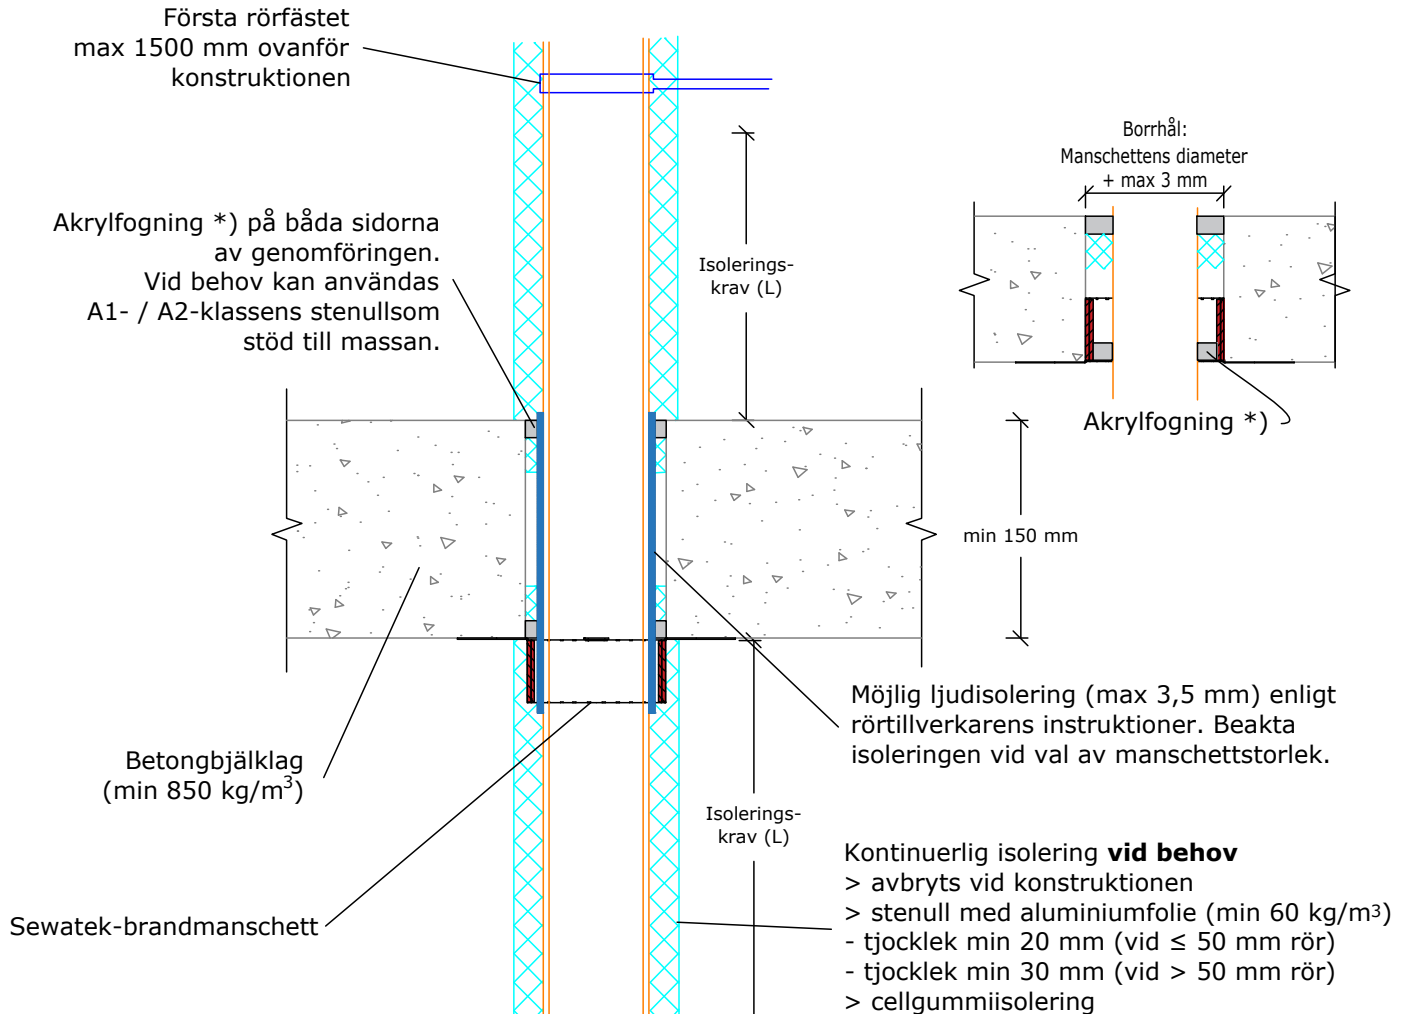 Första rörfästet
max 1500 mm ovanför
konstruktionen
Borrhål:
Manschettens diameter
+ max 3 mm
Akrylfogning *) på båda sidorna
av genomföringen.
Vid behov kan användas
A1- / A2-klassens stenullsom
stöd till massan.
Isolerings-
krav (L)
Akrylfogning *)
min 150 mm
Möjlig ljudisolering (max 3,5 mm) enligt
rörtillverkarens instruktioner. Beakta
isoleringen vid val av manschettstorlek.
Betongbjälklag
(min 850 kg/m³)
Isolerings-
krav (L)
Kontinuerlig isolering vid behov
> avbryts vid konstruktionen
> stenull med aluminiumfolie (min 60 kg/m³)
- tjocklek min 20 mm (vid ≤ 50 mm rör)
- tjocklek min 30 mm (vid > 50 mm rör)
> cellgummiisolering
Sewatek-brandmanschett